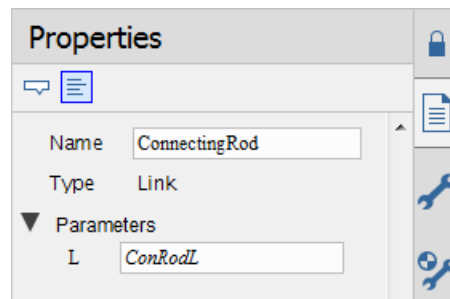 Properties
Name ConnectingRod
Type Link
Parameters
L ConRodL